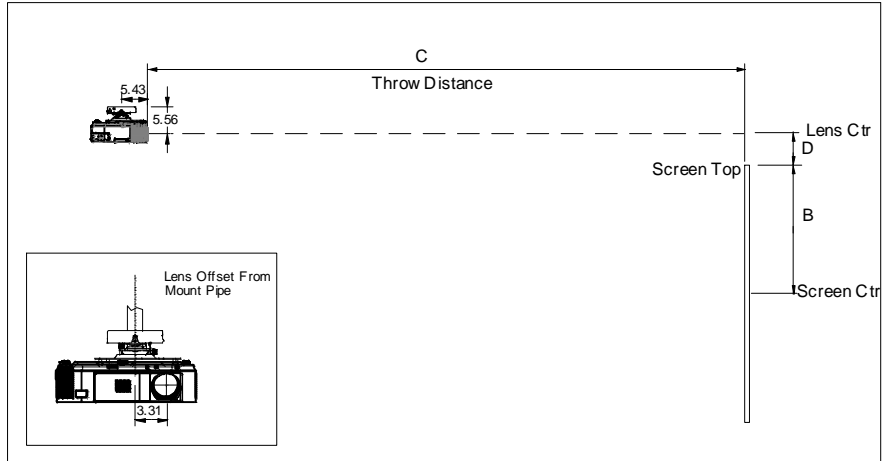 C
Throw Distance
5.43
5.56
Lens Ctr
D
Screen Top
B
Screen Ctr
Lens Offset From
Mount Pipe
3.31